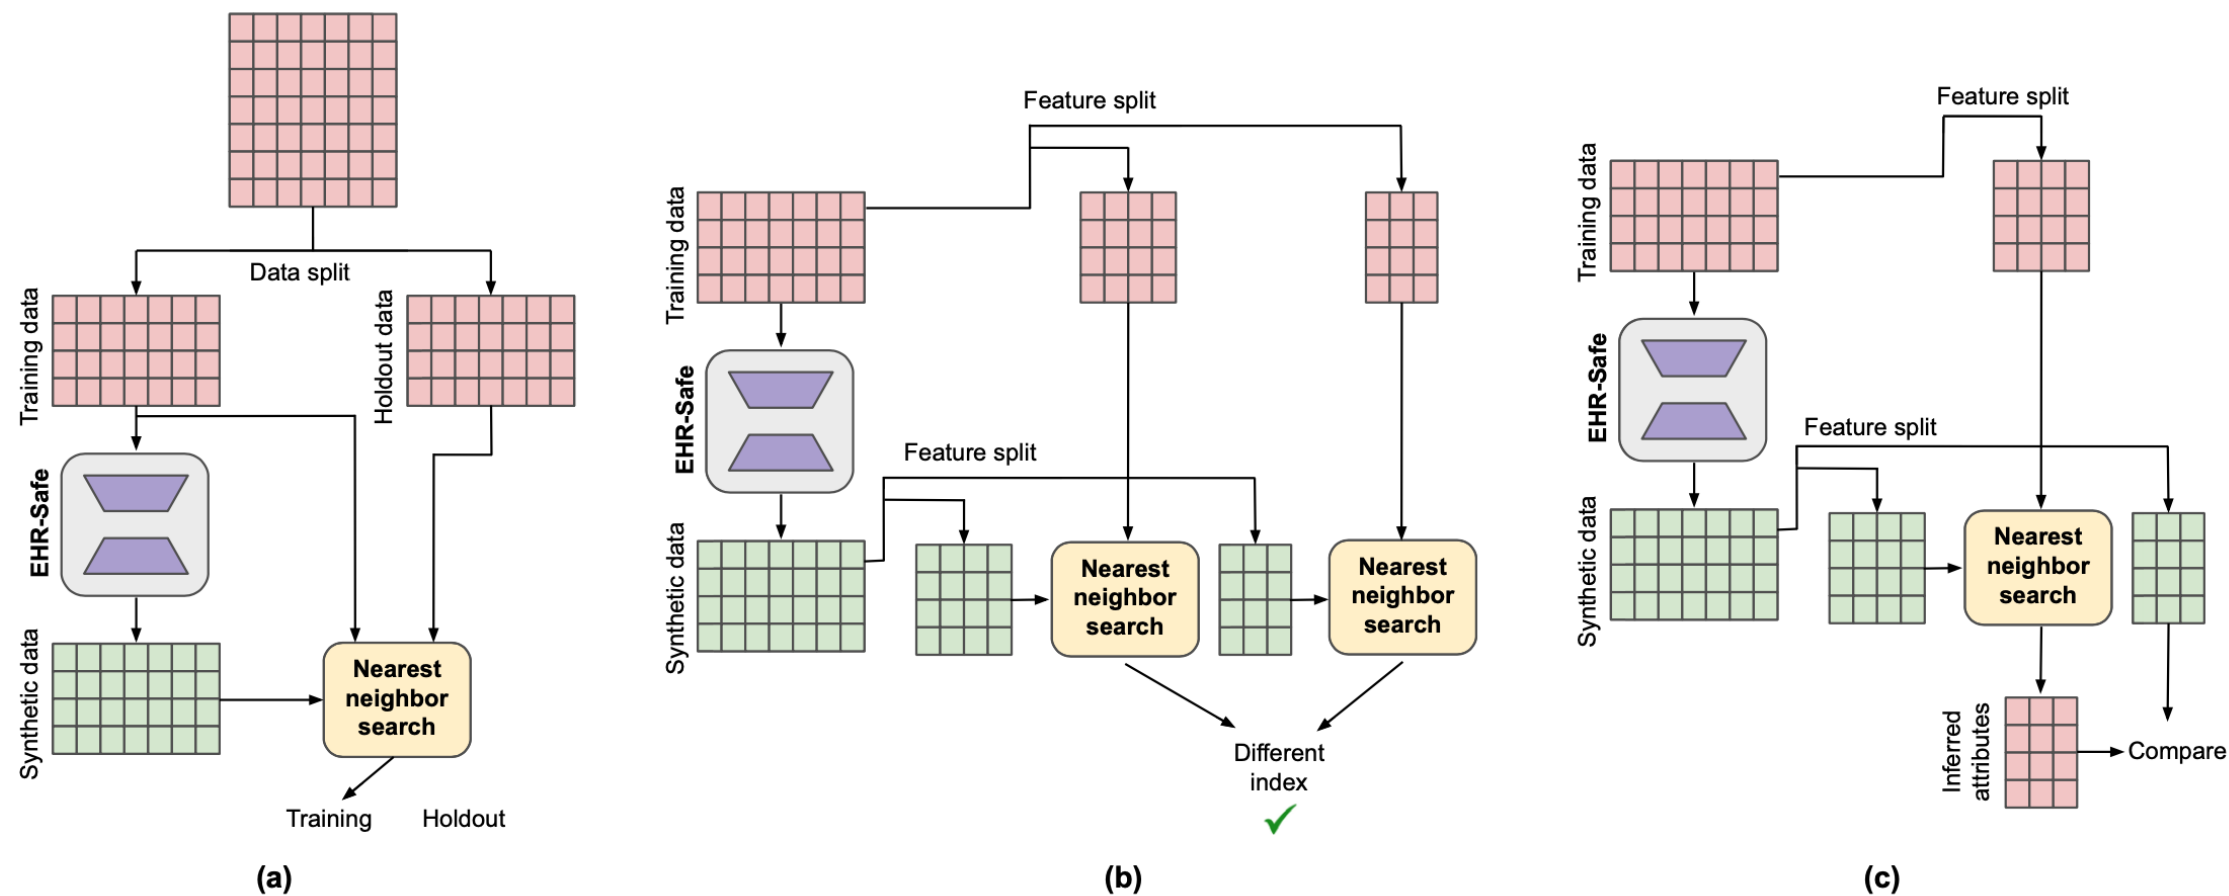 Data split
Training data
Holdout data
EHR-Safe
Synthetic data
Nearest
neighbor
search
Training
Holdout
(a)
Feature split
Training data
EHR-Safe
Feature split
Synthetic data
Nearest
neighbor
search
Nearest
neighbor
search
Different
index
(b)
Feature split
Training data
EHR-Safe
Feature split
Synthetic data
Nearest
neighbor
search
Inferred
attributes
Compare
(c)